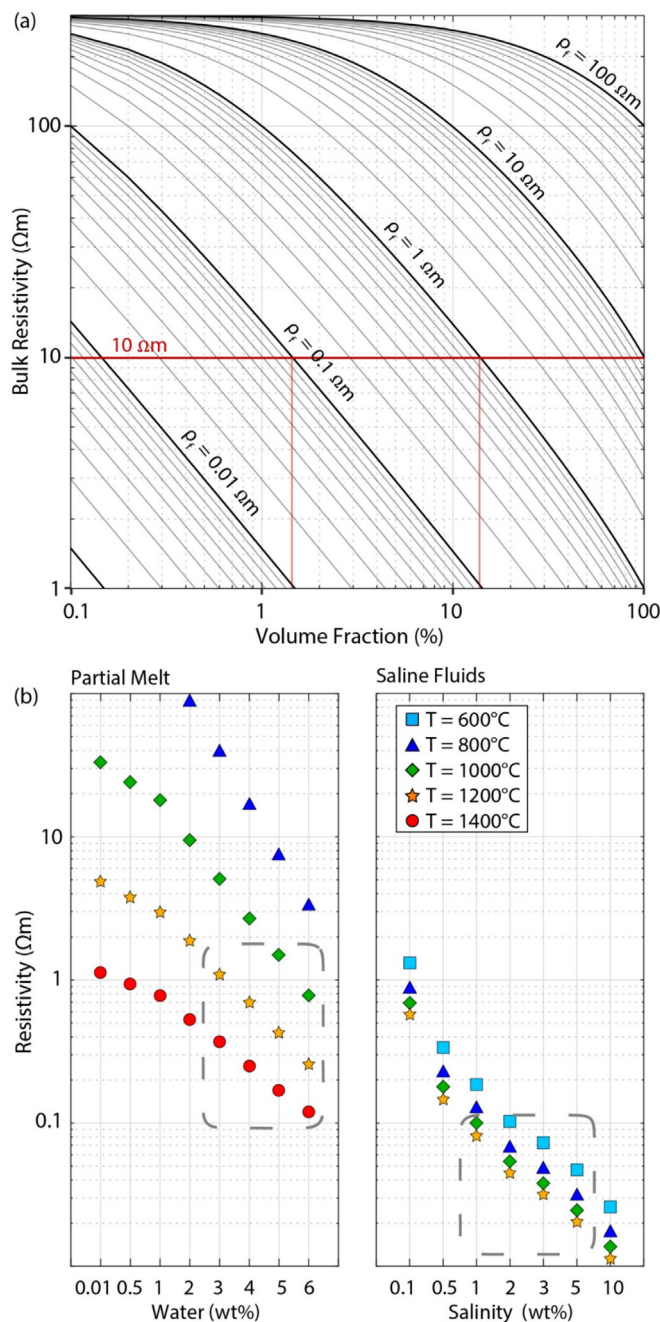 (a)
ρf = 100 Ωm
ρf = 10 Ωm
ρf = 1 Ωm
ρf = 0.1 Ωm
ρf = 0.01 Ωm
10 Ωm
100
10
1
Bulk Resistivity (Ωm)
0.1 1 10 100
Volume Fraction (%)
(b)
Partial Melt
Saline Fluids
T = 600°C
T = 800°C
T = 1000°C
T = 1200°C
T = 1400°C
10
1
0.1
Resistivity (Ωm)
0.01 0.5 1 2 3 4 5 6
Water (wt%)
0.1 0.5 1 2 3 5 10
Salinity (wt%)